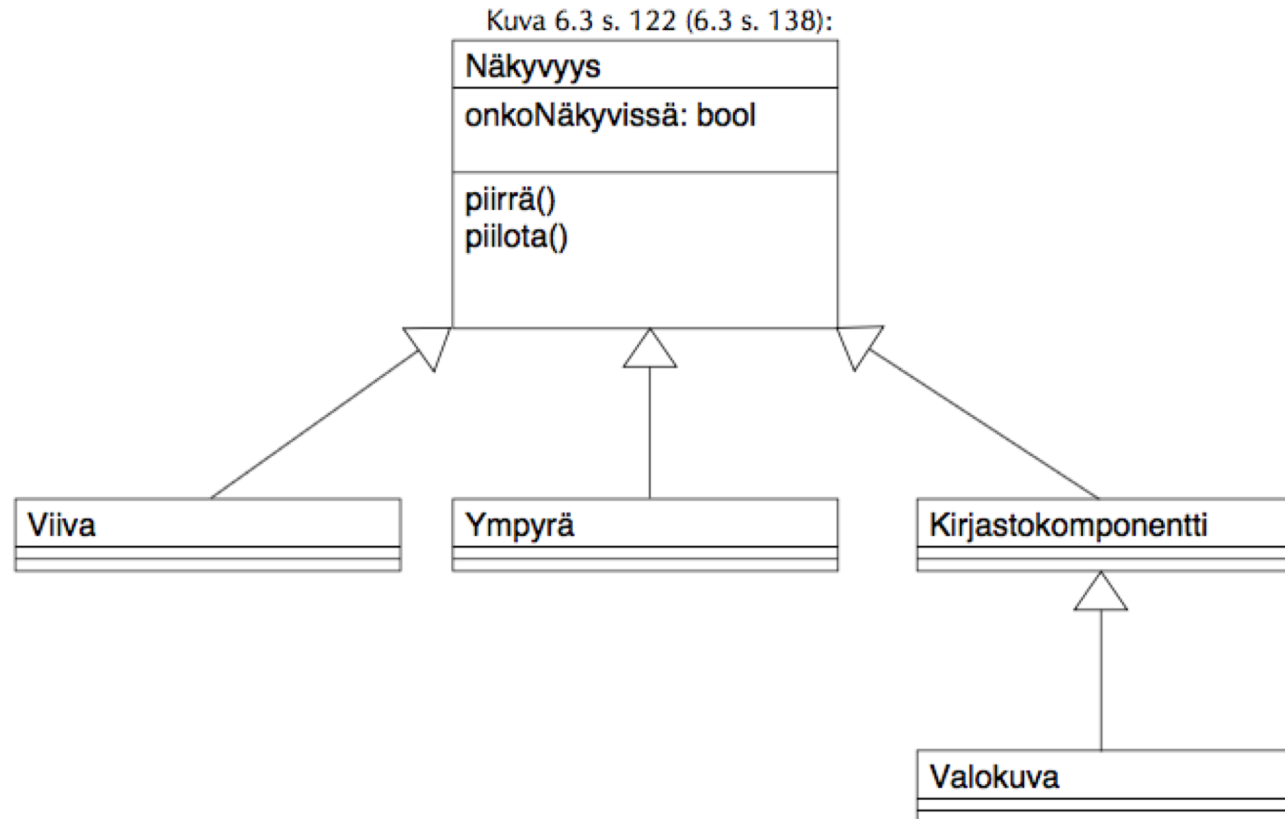 Kuva 6.3 s. 122 (6.3 s. 138):
Näkyvyys
onkoNäkyvissä: bool
piirrä()
piilota()
Viiva
Ympyrä
Kirjastokomponentti
Valokuva